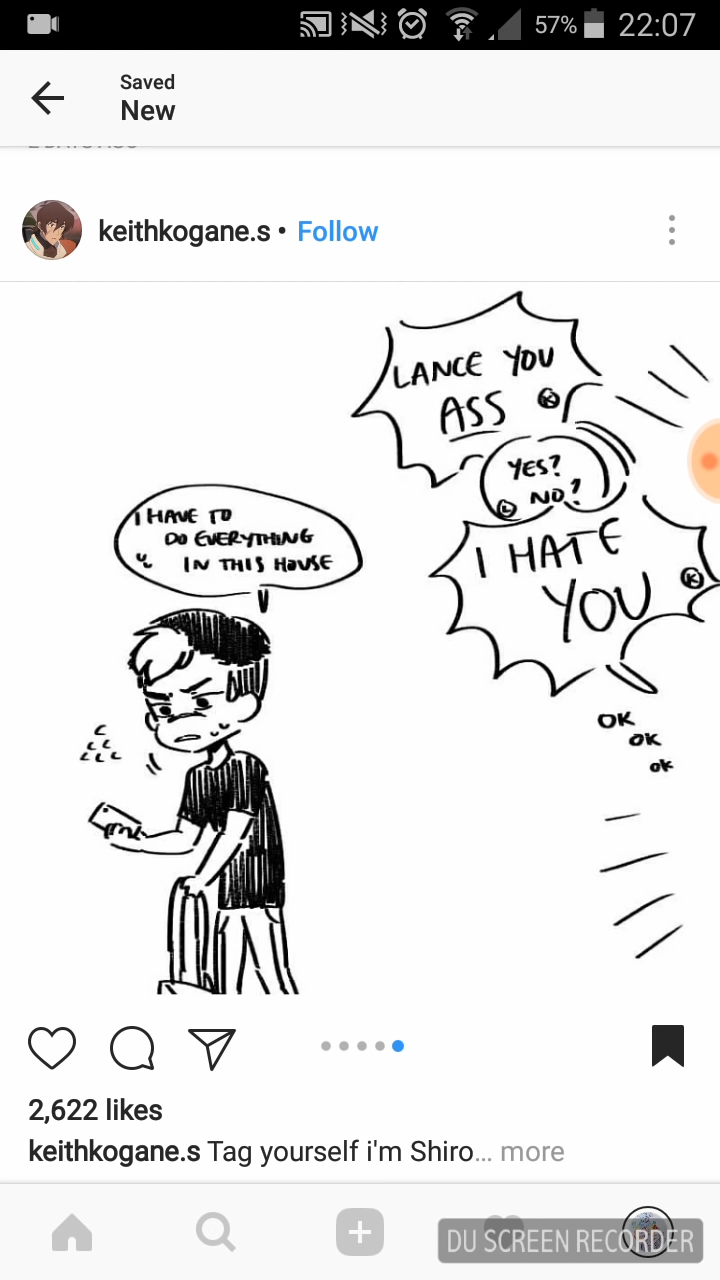 57% 22:07
Saved
New
keithkogane.s • Follow
LANCE YOU
ASS K
YES?
L NO?
I HATE
YOU K
I HAVE TO
DO EVERYTHING
IN THIS HOUSE
OK
OK
OK
2,622 likes
keithkogane.s Tag yourself i'm Shiro... more
DU SCREEN RECORDER